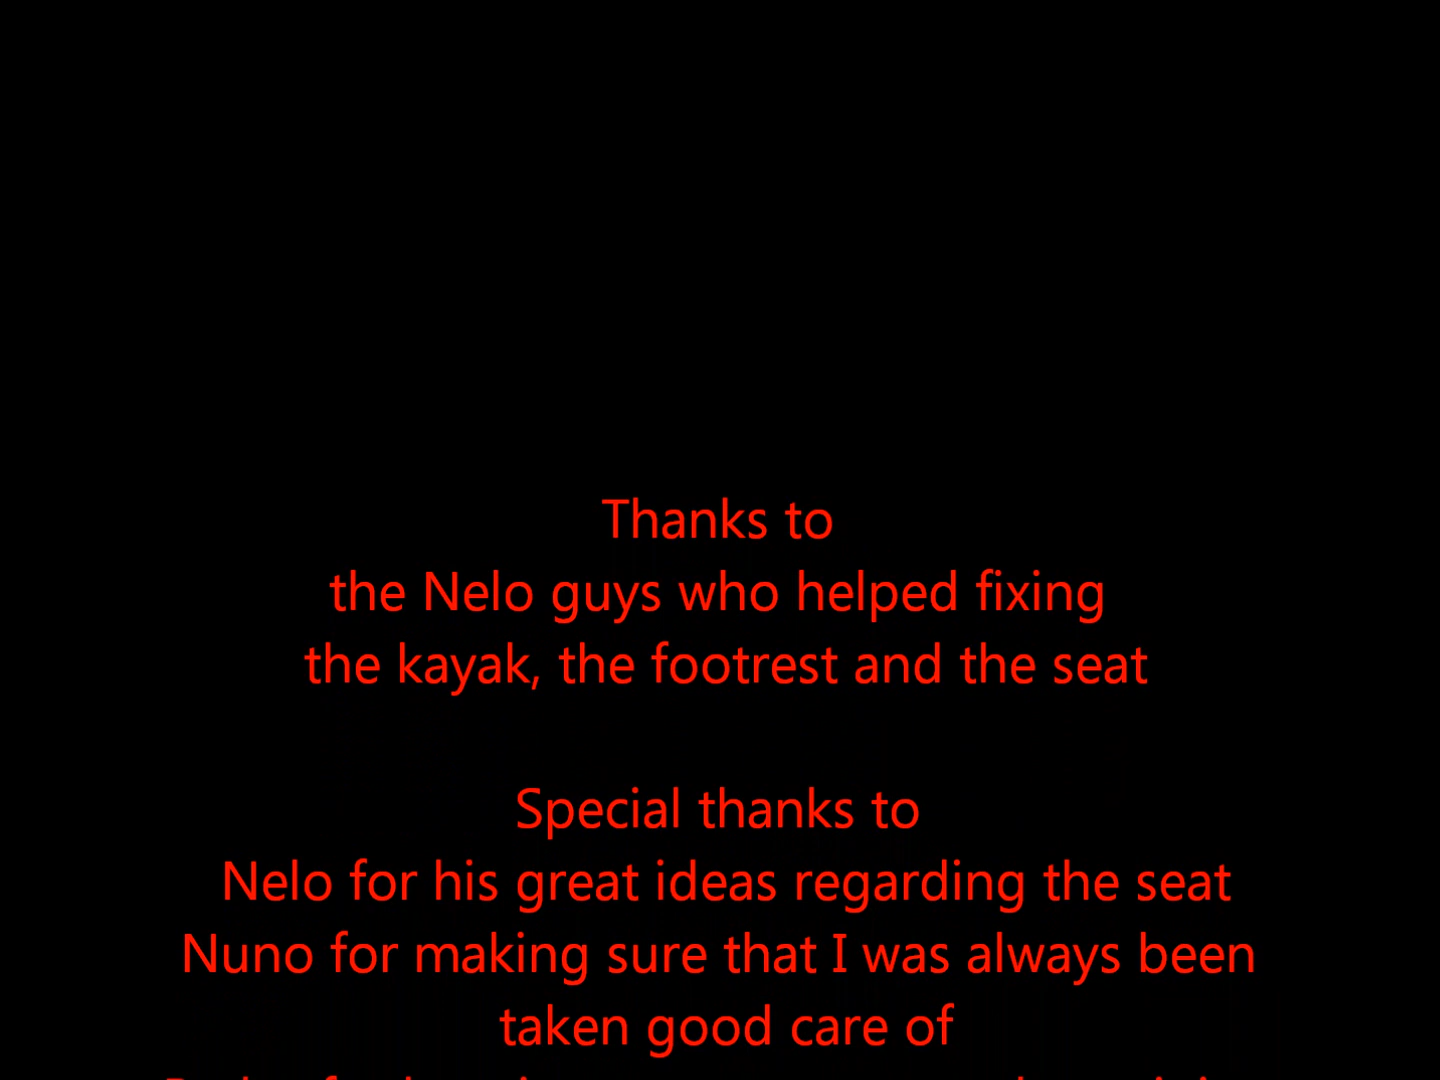 Thanks to
the Nelo guys who helped fixing
the kayak, the footrest and the seat
Special thanks to
Nelo for his great ideas regarding the seat
Nuno for making sure that I was always been
taken good care of